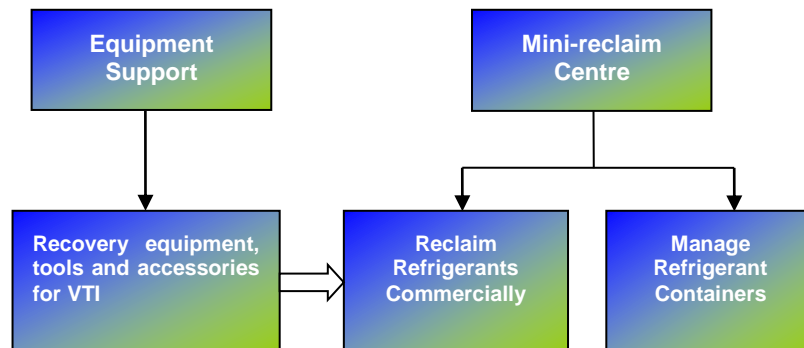 Equipment
Support
Mini-reclaim
Centre
Recovery equipment,
tools and accessories
for VTI
Reclaim
Refrigerants
Commercially
Manage
Refrigerant
Containers